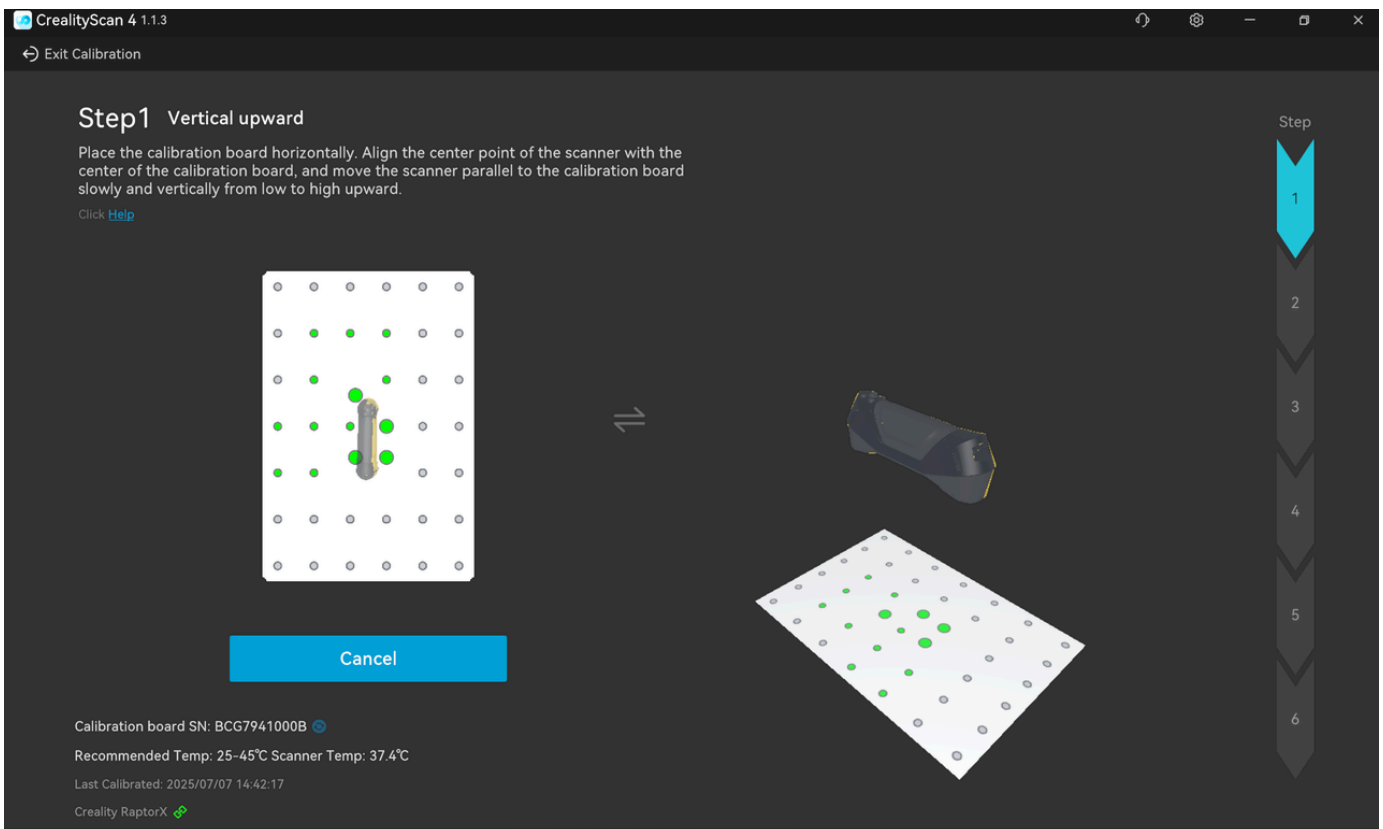 CrealityScan 4 1.1.3
Exit Calibration
Step1 Vertical upward
Place the calibration board horizontally. Align the center point of the scanner with the
center of the calibration board, and move the scanner parallel to the calibration board
slowly and vertically from low to high upward.
Click Help
Cancel
Calibration board SN: BCG7941000B
Recommended Temp: 25-45℃ Scanner Temp: 37.4℃
Last Calibrated: 2025/07/07 14:42:17
Creality RaptorX
Step
1
2
3
4
5
6